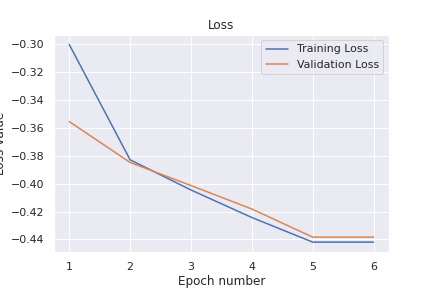 Loss
Training Loss
Validation Loss
−0.30
−0.32
−0.34
−0.36
−0.38
−0.40
−0.42
−0.44
Loss value
1 2 3 4 5 6
Epoch number